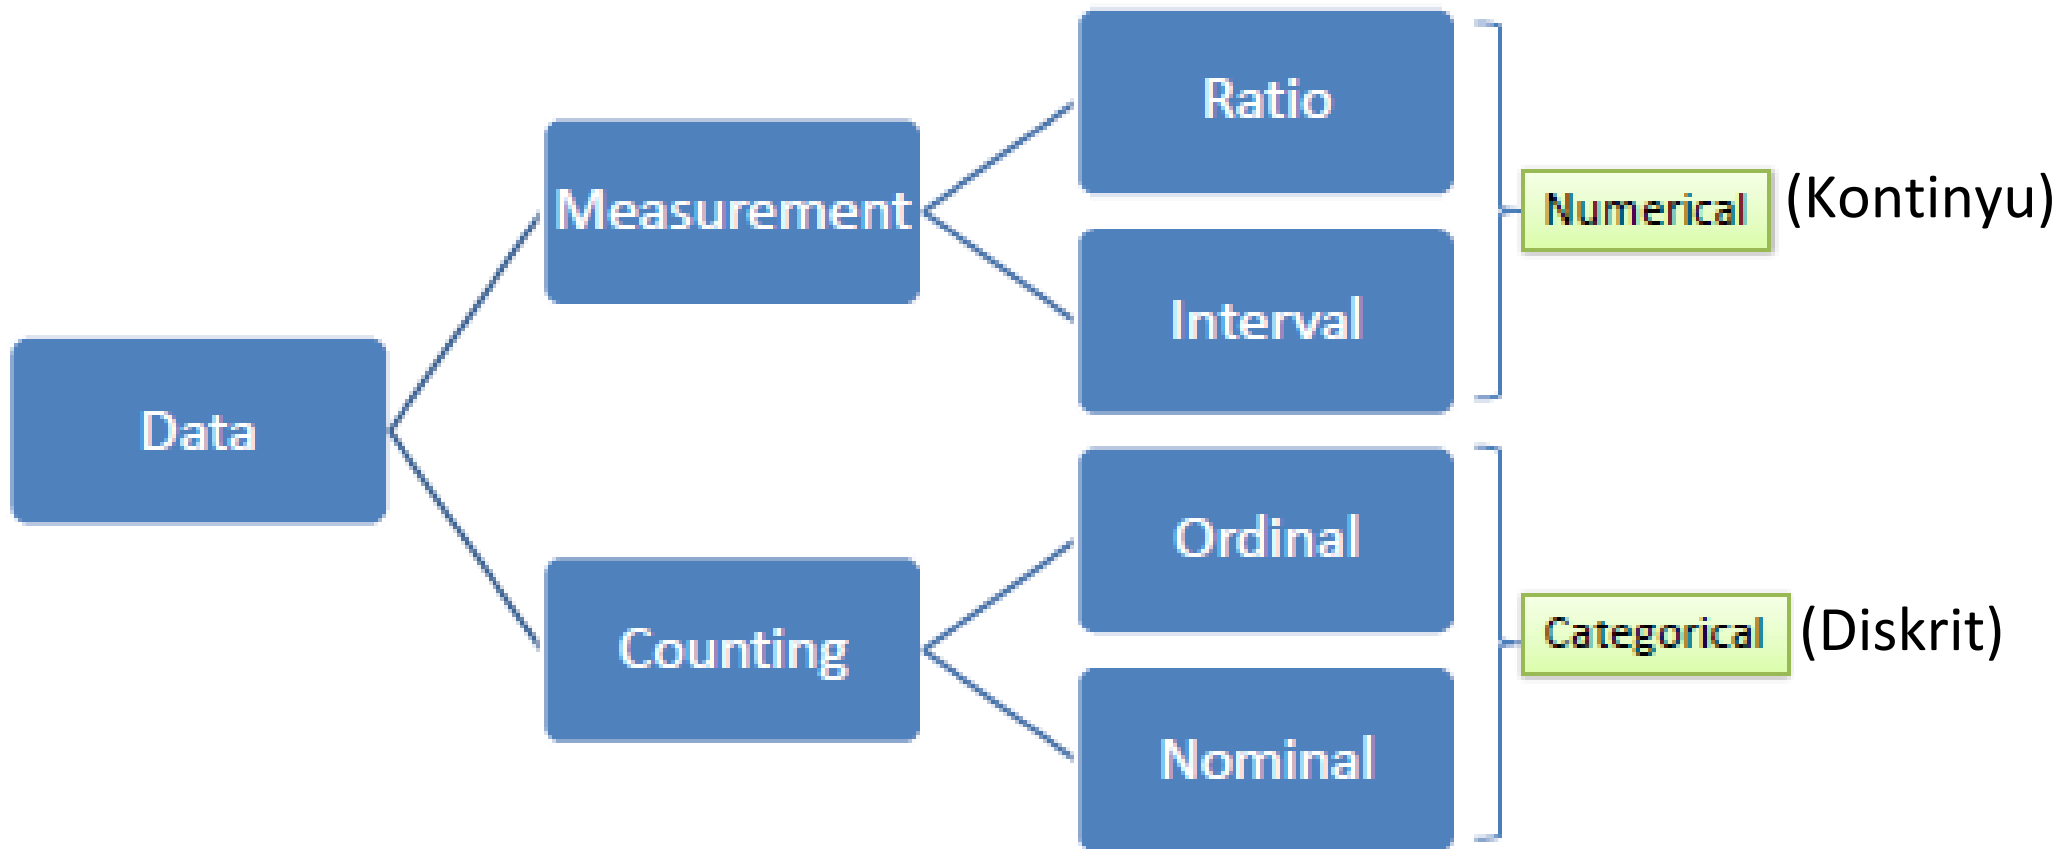 Data
Measurement
Counting
Ratio
Interval
Ordinal
Nominal
Numerical (Kontinyu)
Categorical (Diskrit)